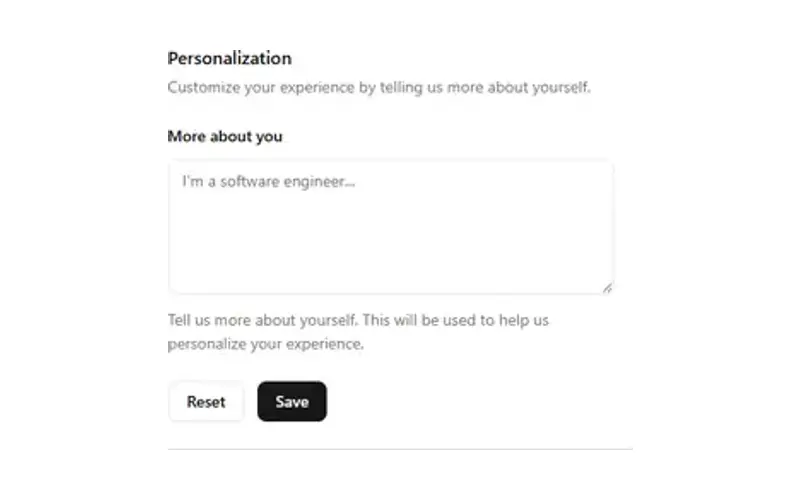 Personalization
Customize your experience by telling us more about yourself.
More about you
I'm a software engineer...
Tell us more about yourself. This will be used to help us
personalize your experience.
Reset Save